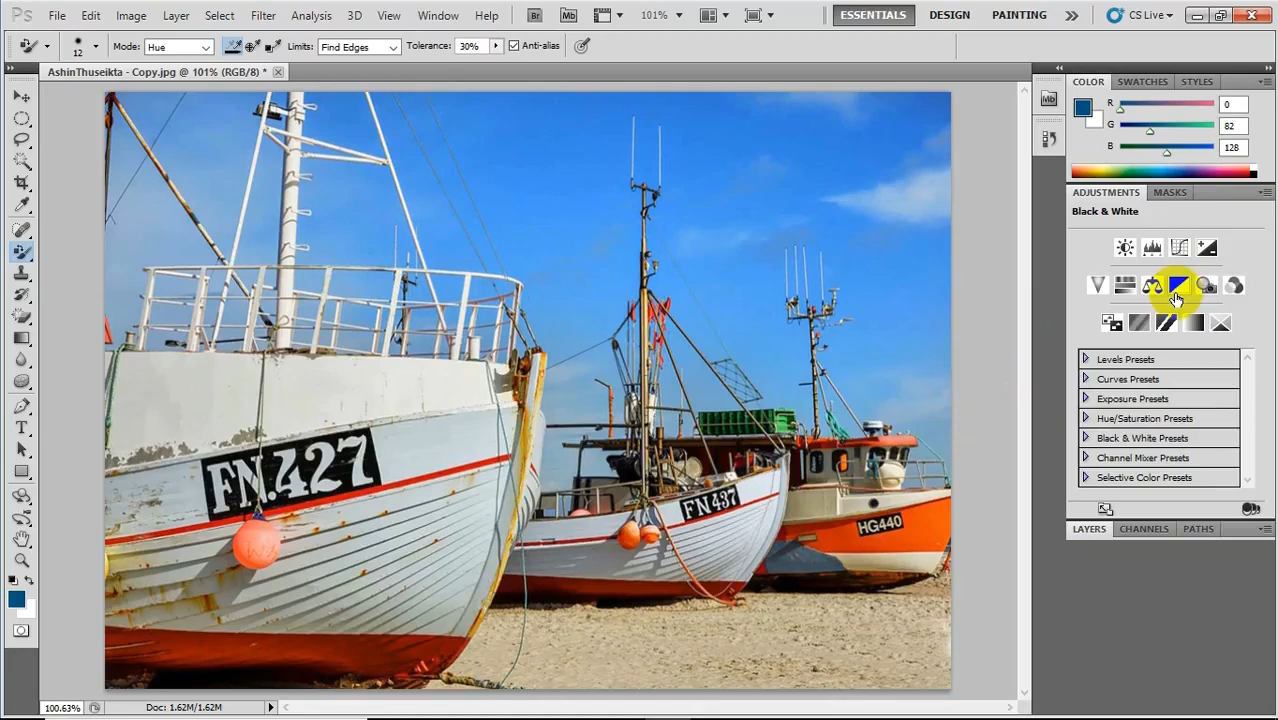 Ps File Edit Image Layer Select Filter Analysis 3D View Window Help Br Mb 101% ESSENTIALS DESIGN PAINTING CS Live
12 Mode: Hue Limits: Find Edges Tolerance: 30% Anti-alias
AshinThuseikta - Copy.jpg @ 101% (RGB/8) *
COLOR SWATCHES STYLES
Mb
R 0
G 82
B 128
ADJUSTMENTS MASKS
Black & White
Levels Presets
Curves Presets
Exposure Presets
Hue/Saturation Presets
Black & White Presets
Channel Mixer Presets
Selective Color Presets
LAYERS CHANNELS PATHS
FN.427
FN 437
HG440
100.63% Doc: 1.62M/1.62M